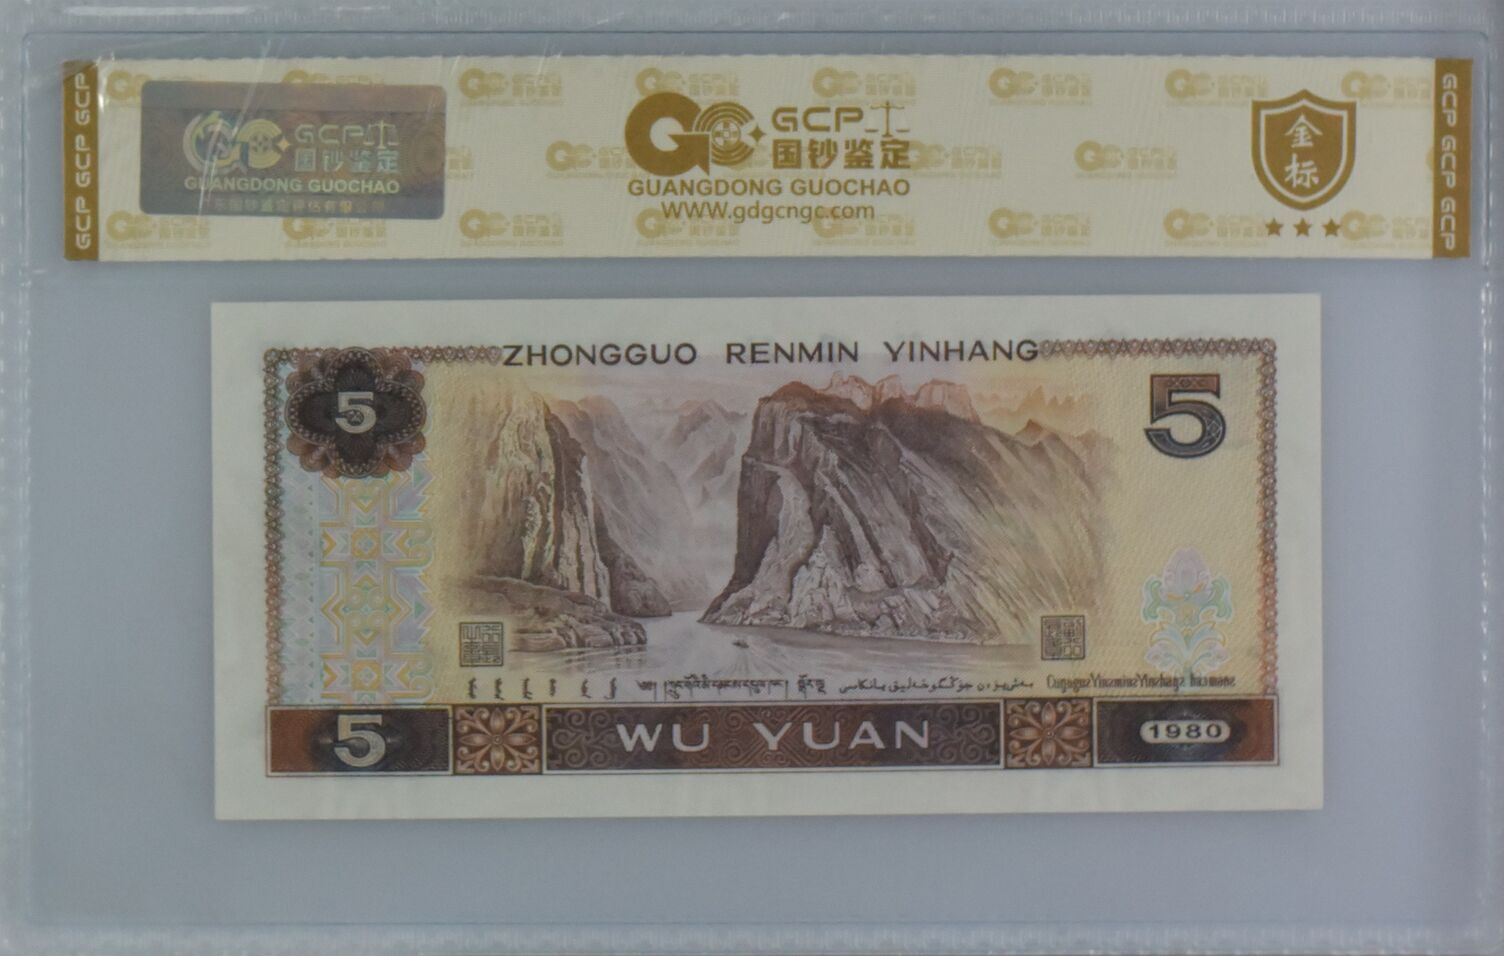 GCP GCP GCP
GCP
国钞鉴定
GUANGDONG GUOCHAO
GCP
国钞鉴定
GUANGDONG GUOCHAO
WWW.gdgcngc.com
金
标
GCP GCP GCP
ZHONGGUO RENMIN YINHANG
5
5
5
WU YUAN
1980